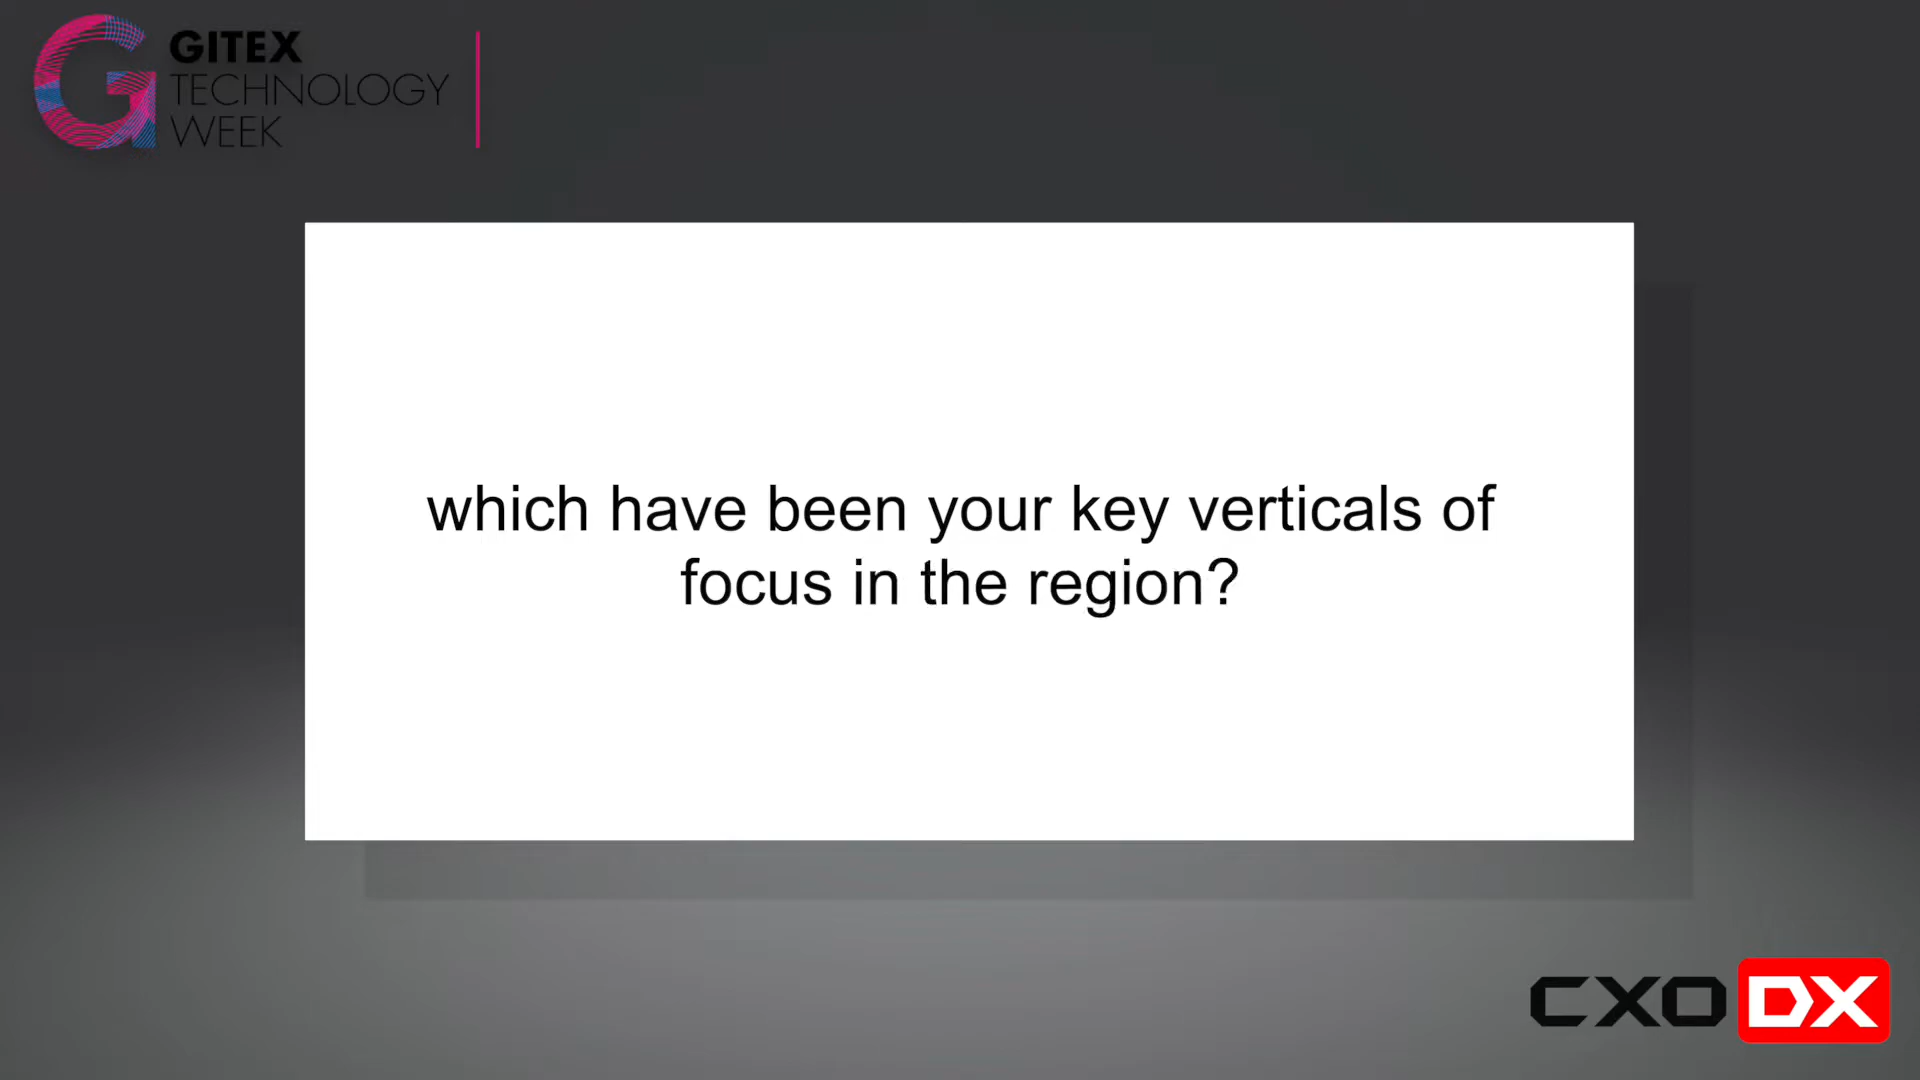 GITEX
TECHNOLOGY
WEEK
which have been your key verticals of
focus in the region?
CXO DX